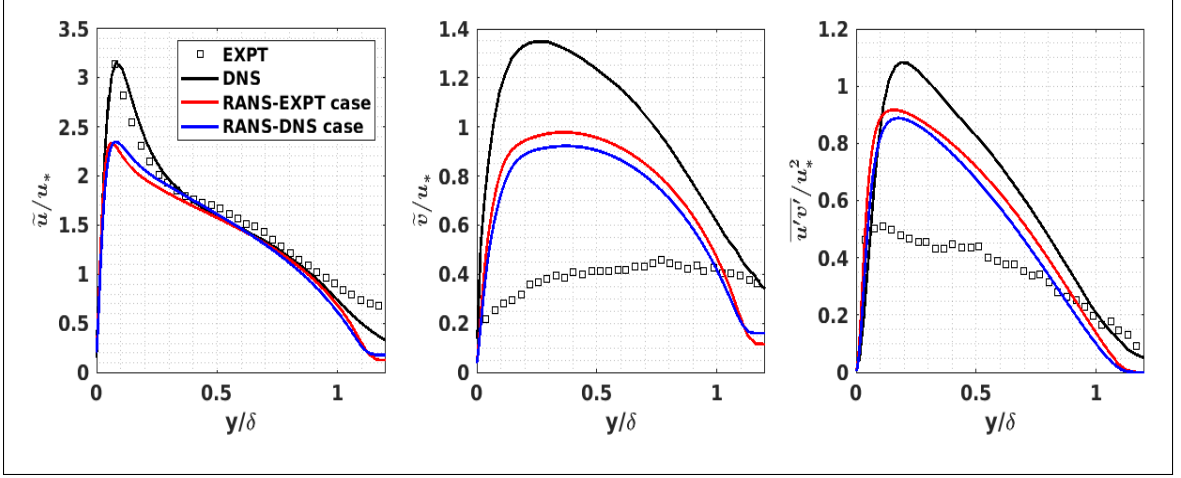 3.5
3
2.5
2
1.5
1
0.5
0
0 0.5 1
ũ/u*
y/δ
EXPT
DNS
RANS-EXPT case
RANS-DNS case
1.4
1.2
1
0.8
0.6
0.4
0.2
0
0 0.5 1
ṽ/u*
y/δ
1.2
1
0.8
0.6
0.4
0.2
0
0 0.5 1
u′v′/u*²
y/δ